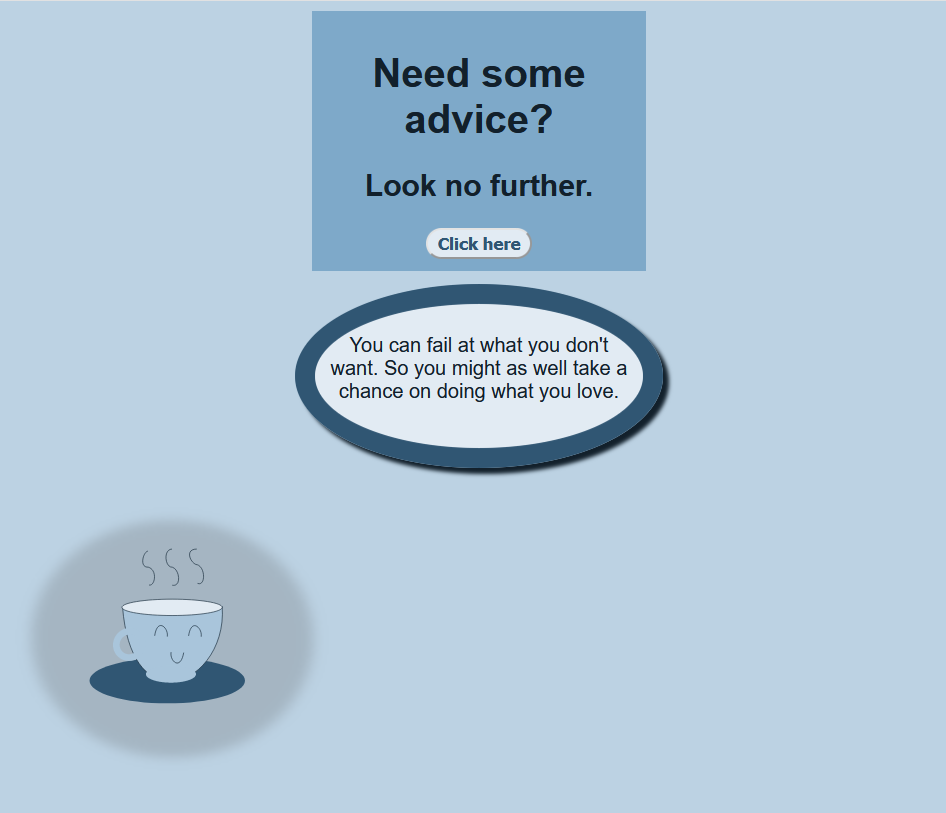 Need some
advice?
Look no further.
Click here
You can fail at what you don't
want. So you might as well take a
chance on doing what you love.